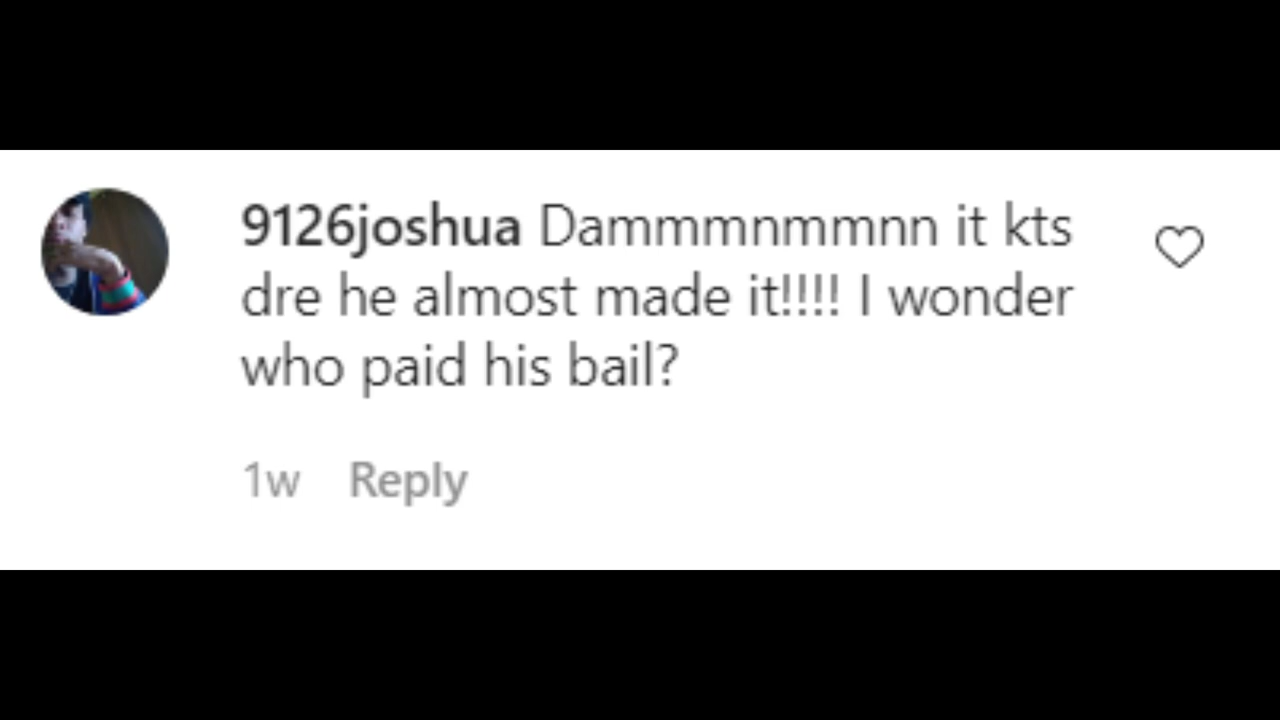 9126joshua Dammmnmmnn it kts
dre he almost made it!!!! I wonder
who paid his bail?
1w Reply